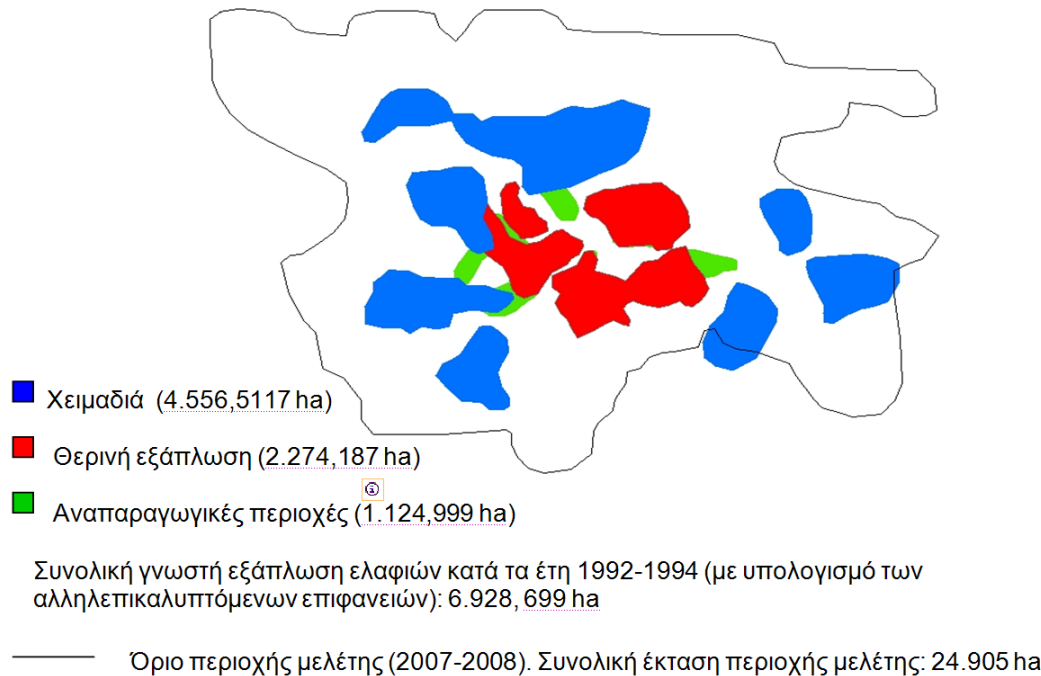 Χειμαδιά (4.556,5117 ha)
Θερινή εξάπλωση (2.274,187 ha)
Αναπαραγωγικές περιοχές (1.124,999 ha)
Συνολική γνωστή εξάπλωση ελαφιών κατά τα έτη 1992-1994 (με υπολογισμό των
αλληλεπικαλυπτόμενων επιφανειών): 6.928, 699 ha
Όριο περιοχής μελέτης (2007-2008). Συνολική έκταση περιοχής μελέτης: 24.905 ha